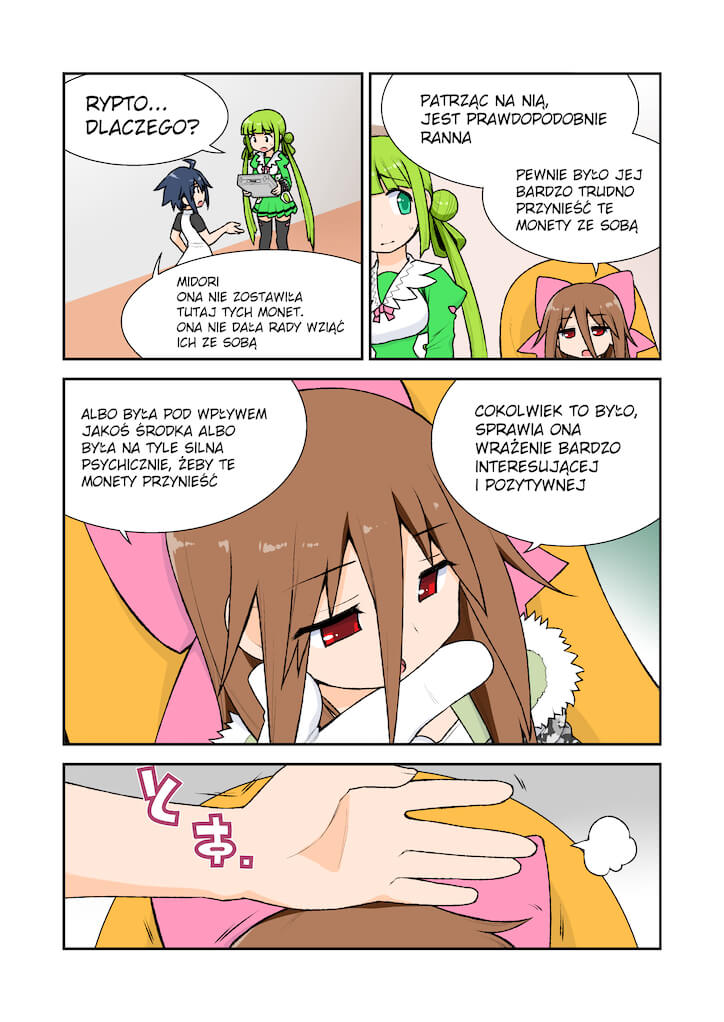 RYPTO...
DLACZEGO?
MIDORI
ONA NIE ZOSTAWIŁA
TUTAJ TYCH MONET.
ONA NIE DAŁA RADY WZIĄĆ
ICH ZE SOBĄ
PATRZĄC NA NIĄ,
JEST PRAWDOPODOBNIE
RANNA
PEWNIE BYŁO JEJ
BARDZO TRUDNO
PRZYNIEŚĆ TE
MONETY ZE SOBĄ
ALBO BYŁA POD WPŁYWEM
JAKOŚ ŚRODKA ALBO
BYŁA NA TYLE SILNA
PSYCHICZNIE, ŻEBY TE
MONETY PRZYNIEŚĆ
COKOLWIEK TO BYŁO,
SPRAWIA ONA
WRAŻENIE BARDZO
INTERESUJĄCEJ
I POZYTYWNEJ